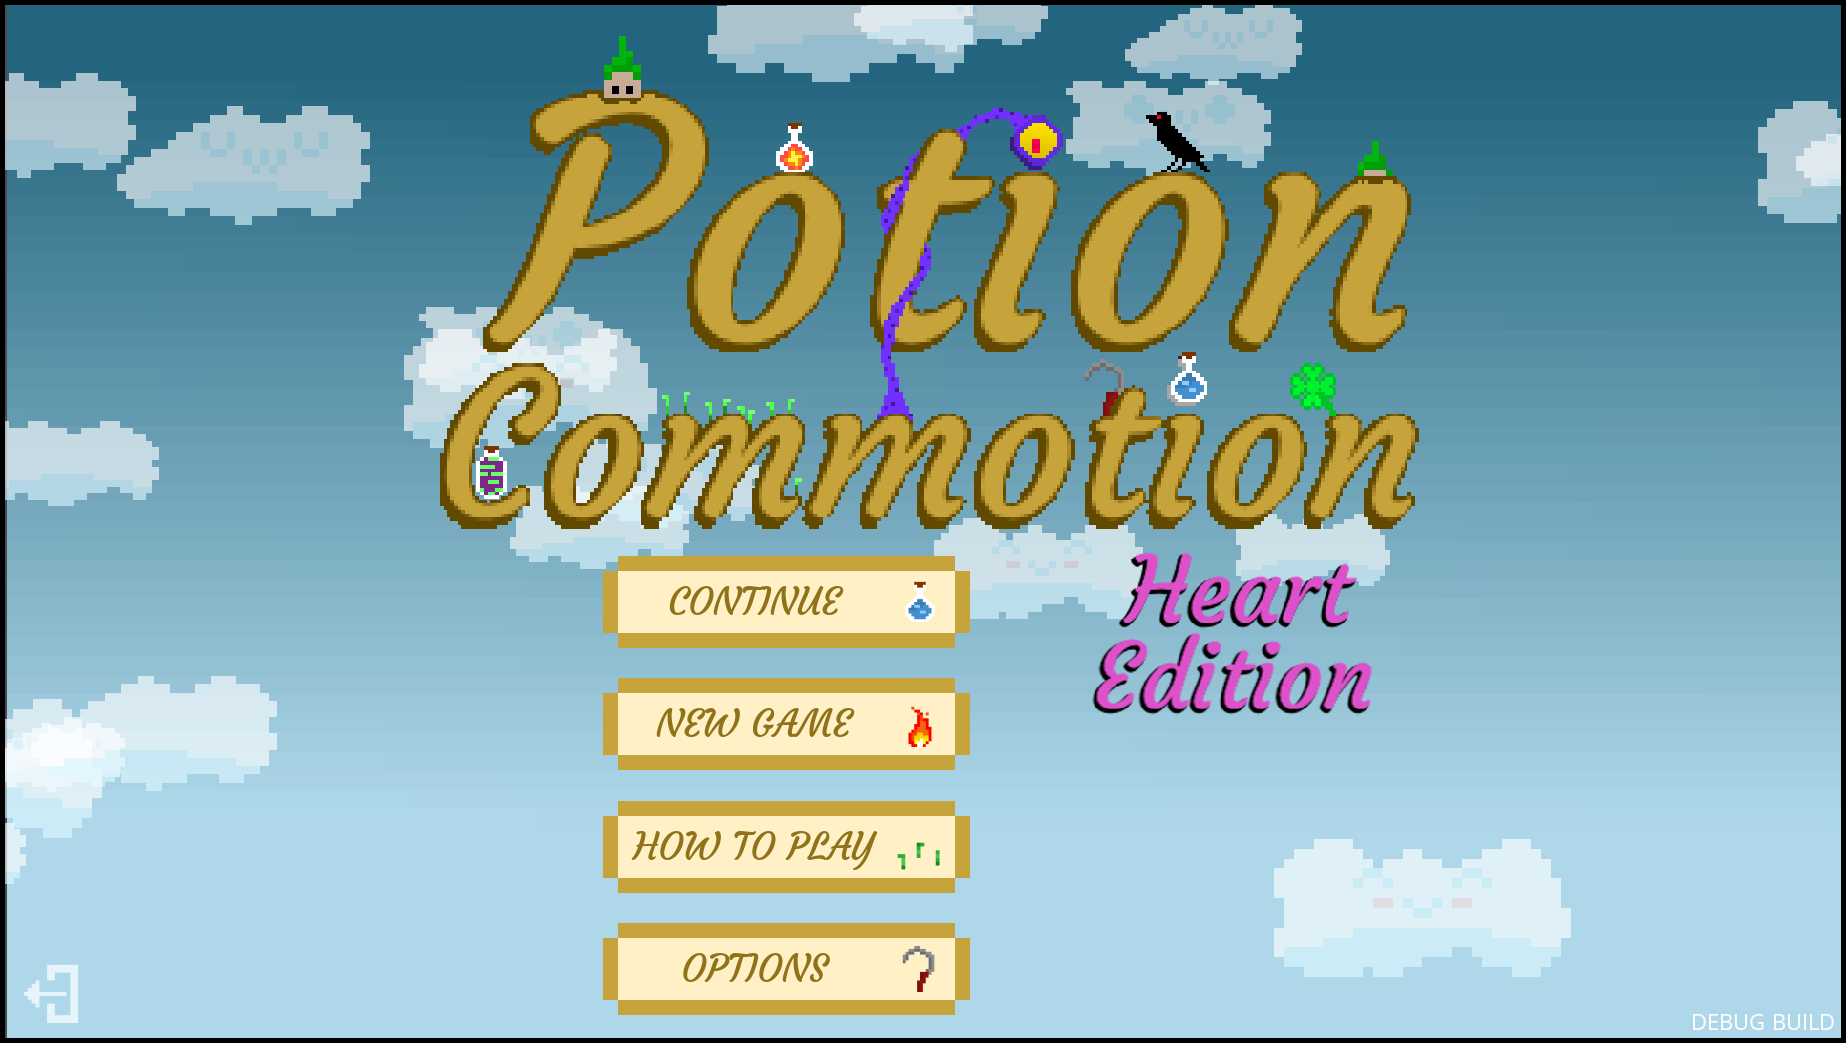 Potion
Commotion
Heart
Edition
CONTINUE
NEW GAME
HOW TO PLAY
OPTIONS
DEBUG BUILD